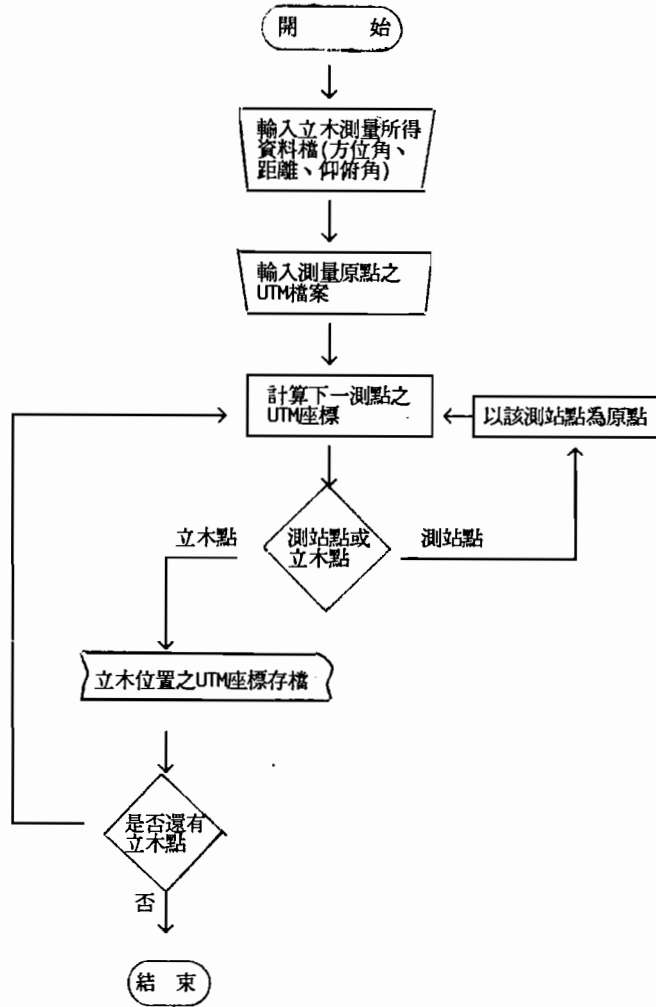 開 始
輸入立木測量所得
資料檔(方位角、
距離、仰俯角)
輸入測量原點之
UTM檔案
計算下一測點之
UTM座標
以該測站點為原點
立木點
測站點或
立木點
測站點
立木位置之UTM座標存檔
是否還有
立木點
否
結 束